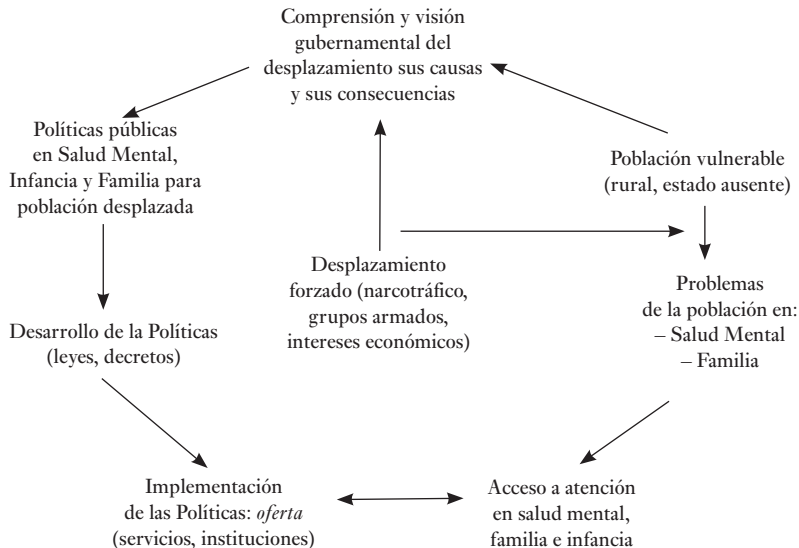 Comprensión y visión
gubernamental del
desplazamiento sus causas
y sus consecuencias
Políticas públicas
en Salud Mental,
Infancia y Familia para
población desplazada
Población vulnerable
(rural, estado ausente)
Desplazamiento
forzado (narcotráfico,
grupos armados,
intereses económicos)
Problemas
de la población en:
– Salud Mental
– Familia
Desarrollo de la Políticas
(leyes, decretos)
Implementación
de las Políticas: oferta
(servicios, instituciones)
Acceso a atención
en salud mental,
familia e infancia